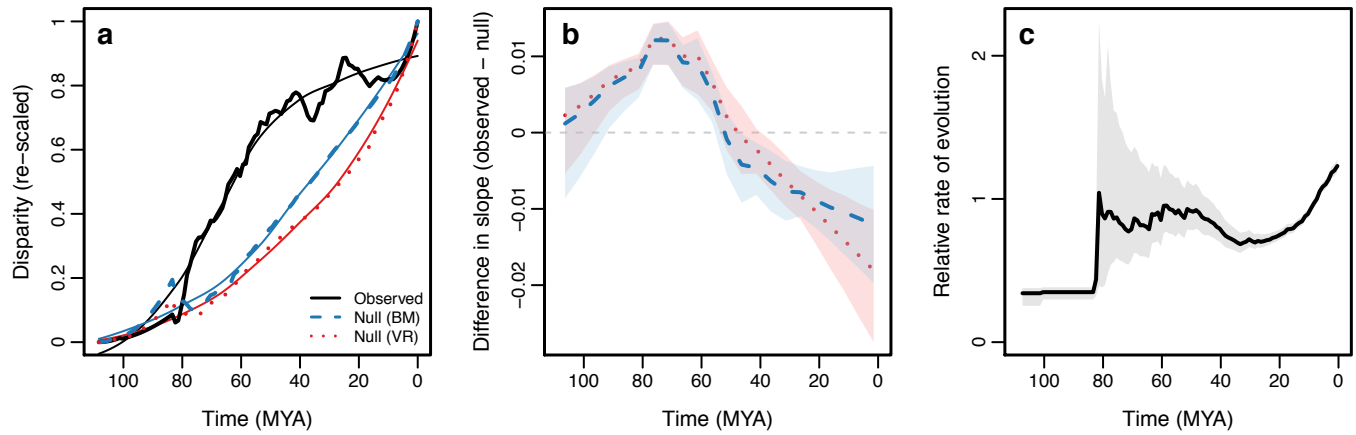 a
Disparity (re-scaled)
1
0.8
0.6
0.4
0.2
0
Observed
Null (BM)
Null (VR)
100 80 60 40 20 0
Time (MYA)
b
Difference in slope (observed − null)
0.01
0
−0.01
−0.02
100 80 60 40 20 0
Time (MYA)
c
Relative rate of evolution
2
1
0
100 80 60 40 20 0
Time (MYA)